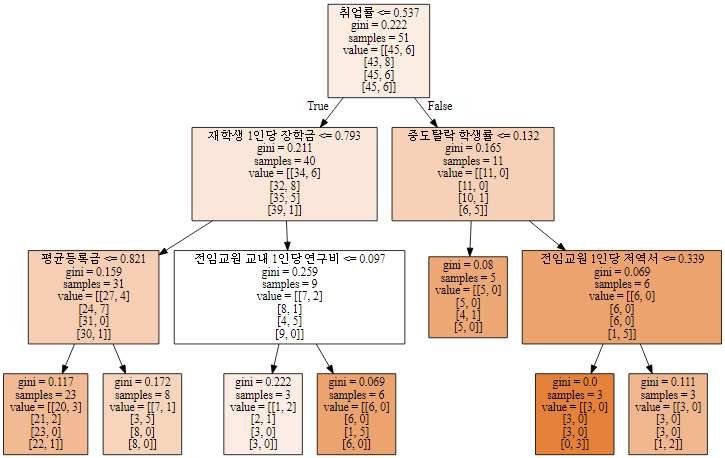 취업률 <= 0.537
gini = 0.222
samples = 51
value = [[45, 6]
[43, 8]
[45, 6]
[45, 6]]
True
False
재학생 1인당 장학금 <= 0.793
gini = 0.211
samples = 40
value = [[34, 6]
[32, 8]
[35, 5]
[39, 1]]
중도탈락 학생률 <= 0.132
gini = 0.165
samples = 11
value = [[11, 0]
[11, 0]
[10, 1]
[6, 5]]
평균등록금 <= 0.821
gini = 0.159
samples = 31
value = [[27, 4]
[24, 7]
[31, 0]
[30, 1]]
전임교원 교내 1인당 연구비 <= 0.097
gini = 0.259
samples = 9
value = [[7, 2]
[8, 1]
[4, 5]
[9, 0]]
gini = 0.08
samples = 5
value = [[5, 0]
[5, 0]
[4, 1]
[5, 0]]
전임교원 1인당 저역서 <= 0.339
gini = 0.069
samples = 6
value = [[6, 0]
[6, 0]
[6, 0]
[1, 5]]
gini = 0.117
samples = 23
value = [[20, 3]
[21, 2]
[23, 0]
[22, 1]]
gini = 0.172
samples = 8
value = [[7, 1]
[3, 5]
[8, 0]
[8, 0]]
gini = 0.222
samples = 3
value = [[1, 2]
[2, 1]
[3, 0]
[3, 0]]
gini = 0.069
samples = 6
value = [[6, 0]
[6, 0]
[1, 5]
[6, 0]]
gini = 0.0
samples = 3
value = [[3, 0]
[3, 0]
[3, 0]
[0, 3]]
gini = 0.111
samples = 3
value = [[3, 0]
[3, 0]
[3, 0]
[1, 2]]